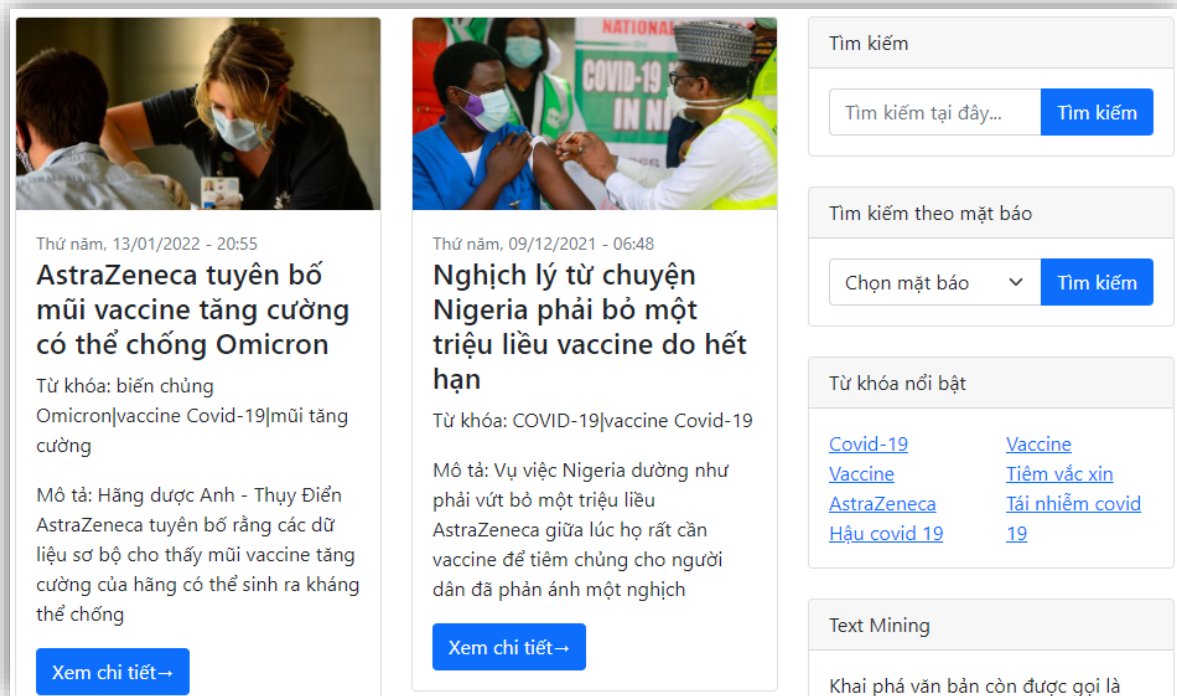 NATIONAL
COVID-19
IN NI
Thứ năm, 13/01/2022 - 20:55
AstraZeneca tuyên bố
mũi vaccine tăng cường
có thể chống Omicron
Từ khóa: biến chủng
Omicron|vaccine Covid-19|mũi tăng
cường
Mô tả: Hãng dược Anh - Thụy Điển
AstraZeneca tuyên bố rằng các dữ
liệu sơ bộ cho thấy mũi vaccine tăng
cường của hãng có thể sinh ra kháng
thể chống
Xem chi tiết→
Thứ năm, 09/12/2021 - 06:48
Nghịch lý từ chuyện
Nigeria phải bỏ một
triệu liều vaccine do hết
hạn
Từ khóa: COVID-19|vaccine Covid-19
Mô tả: Vụ việc Nigeria dường như
phải vứt bỏ một triệu liều
AstraZeneca giữa lúc họ rất cần
vaccine để tiêm chủng cho người
dân đã phản ánh một nghịch
Xem chi tiết→
Tìm kiếm
Tìm kiếm tại đây... Tìm kiếm
Tìm kiếm theo mặt báo
Chọn mặt báo Tìm kiếm
Từ khóa nổi bật
Covid-19
Vaccine
AstraZeneca
Hậu covid 19
Vaccine
Tiêm vắc xin
Tái nhiễm covid
19
Text Mining
Khai phá văn bản còn được gọi là